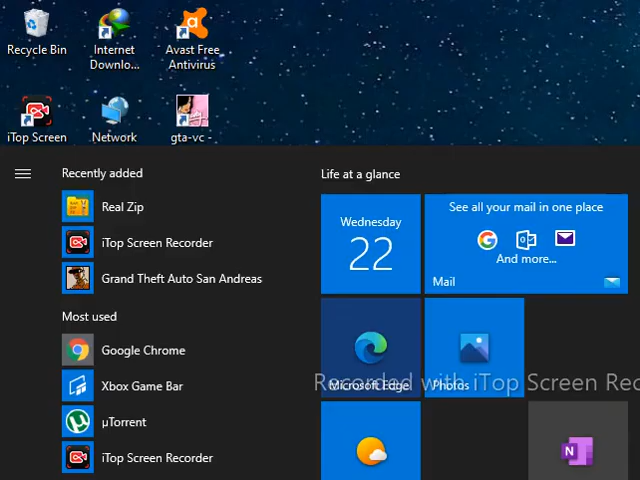 Recycle Bin
Internet
Downlo...
Avast Free
Antivirus
iTop Screen
Network
gta-vc -
Recently added
Real Zip
iTop Screen Recorder
Grand Theft Auto San Andreas
Most used
Google Chrome
Xbox Game Bar
µTorrent
iTop Screen Recorder
Life at a glance
Wednesday
22
See all your mail in one place
And more...
Mail
Microsoft Edge
Photos
Recorded with iTop Screen Rec